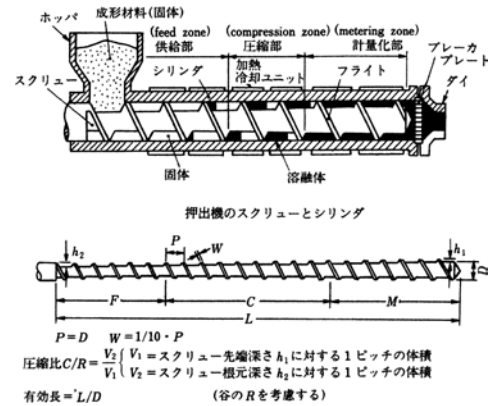 ホッパ
成形材料(固体)
(feed zone)
(compression zone)
(metering zone)
供給部
圧縮部
計量化部
ブレーカ
プレート
スクリュー
シリンダ
加熱
冷却ユニット
フライト
ダイ
固体
溶融体
押出機のスクリューとシリンダ
h₂
P
W
h₁
D
F
C
M
L
P=D W=1/10・P
圧縮比C/R=V₂/V₁ { V₁=スクリュー先端深さh₁に対する1ピッチの体積
V₂=スクリュー根元深さh₂に対する1ピッチの体積
有効長=L/D (谷のRを考慮する)